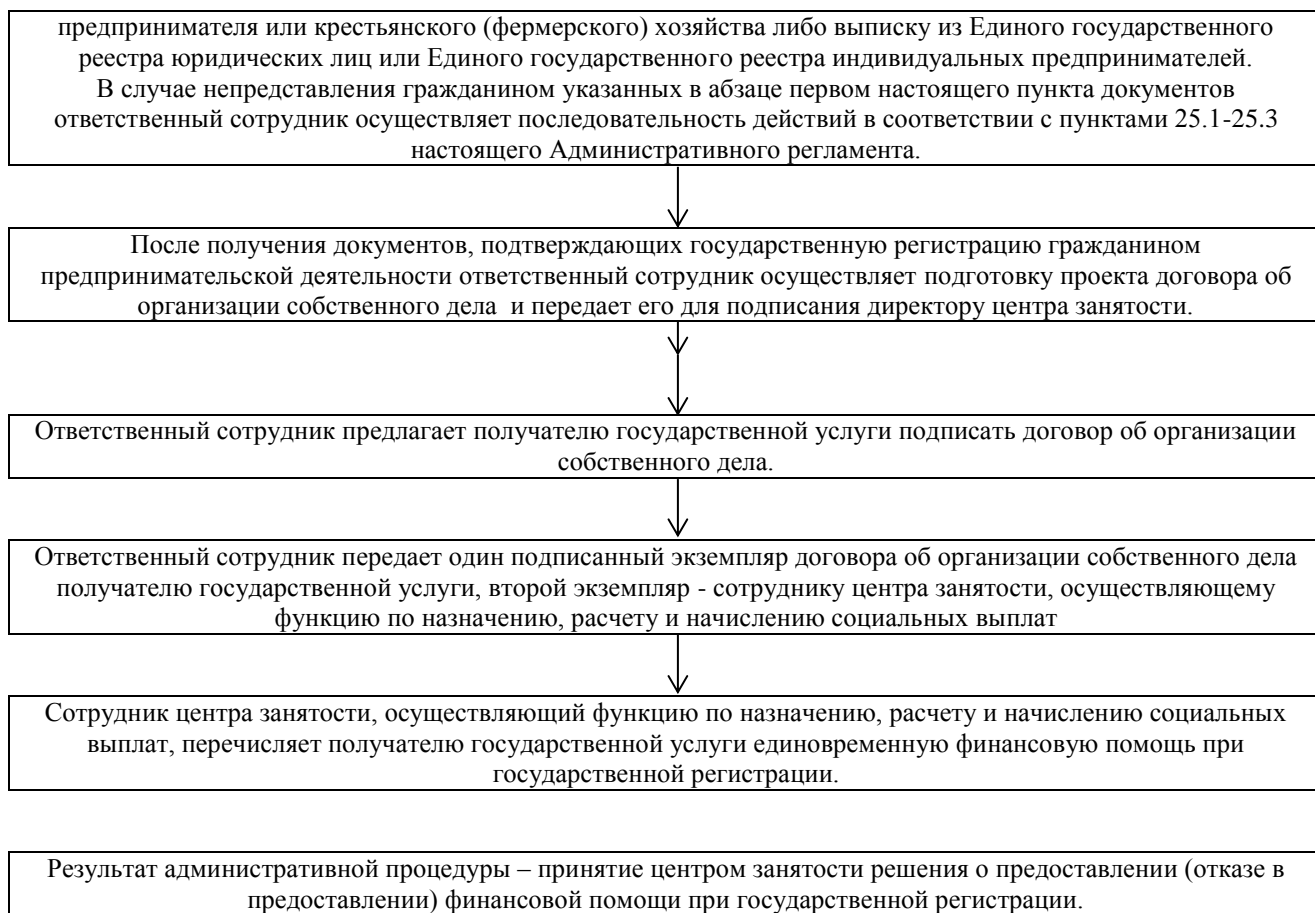 предпринимателя или крестьянского (фермерского) хозяйства либо выписку из Единого государственного
реестра юридических лиц или Единого государственного реестра индивидуальных предпринимателей.
В случае непредставления гражданином указанных в абзаце первом настоящего пункта документов
ответственный сотрудник осуществляет последовательность действий в соответствии с пунктами 25.1-25.3
настоящего Административного регламента.
После получения документов, подтверждающих государственную регистрацию гражданином
предпринимательской деятельности ответственный сотрудник осуществляет подготовку проекта договора об
организации собственного дела и передает его для подписания директору центра занятости.
Ответственный сотрудник предлагает получателю государственной услуги подписать договор об организации
собственного дела.
Ответственный сотрудник передает один подписанный экземпляр договора об организации собственного дела
получателю государственной услуги, второй экземпляр - сотруднику центра занятости, осуществляющему
функцию по назначению, расчету и начислению социальных выплат
Сотрудник центра занятости, осуществляющий функцию по назначению, расчету и начислению социальных
выплат, перечисляет получателю государственной услуги единовременную финансовую помощь при
государственной регистрации.
Результат административной процедуры – принятие центром занятости решения о предоставлении (отказе в
предоставлении) финансовой помощи при государственной регистрации.